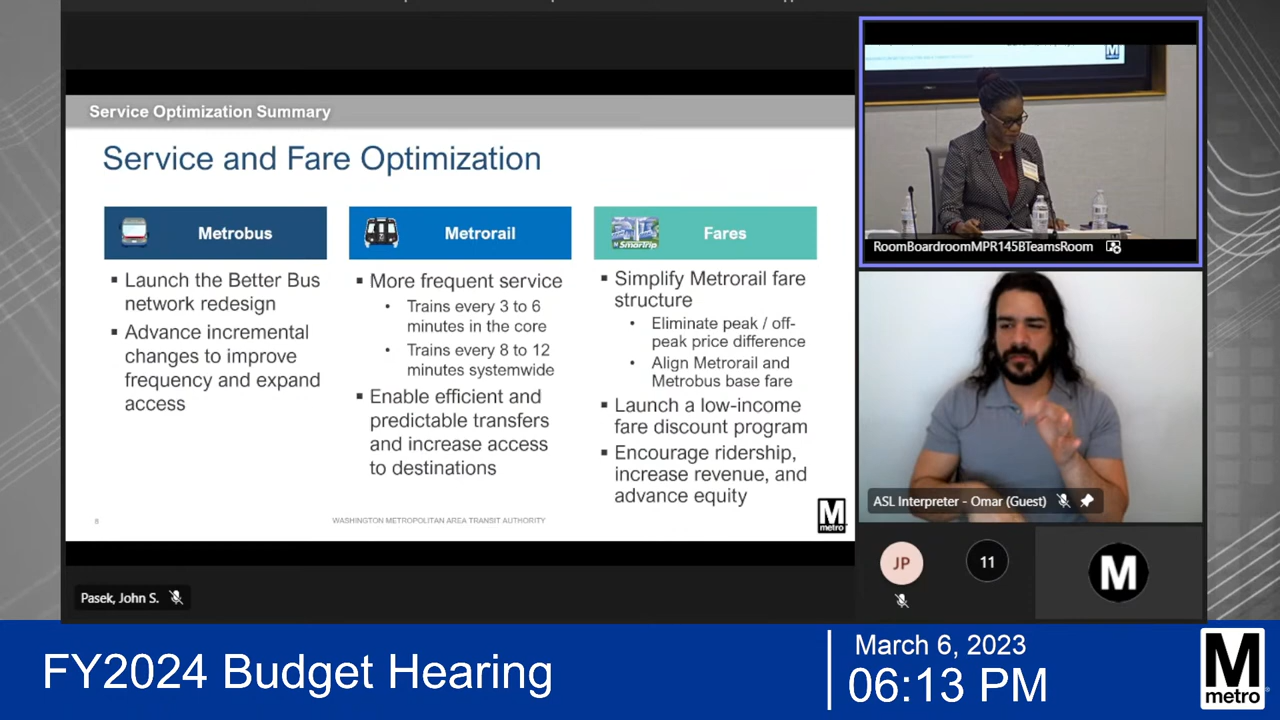 Service Optimization Summary
Service and Fare Optimization
Metrobus
▪ Launch the Better Bus
network redesign
▪ Advance incremental
changes to improve
frequency and expand
access
Metrorail
▪ More frequent service
• Trains every 3 to 6
minutes in the core
• Trains every 8 to 12
minutes systemwide
▪ Enable efficient and
predictable transfers
and increase access
to destinations
SmarTrip
Fares
▪ Simplify Metrorail fare
structure
• Eliminate peak / off-
peak price difference
• Align Metrorail and
Metrobus base fare
▪ Launch a low-income
fare discount program
▪ Encourage ridership,
increase revenue, and
advance equity
8
WASHINGTON METROPOLITAN AREA TRANSIT AUTHORITY
M
metro
Pasek, John S.
M
RoomBoardroomMPR145BTeamsRoom
ASL Interpreter - Omar (Guest)
JP
11
M
FY2024 Budget Hearing
March 6, 2023
06:13 PM
M
metro